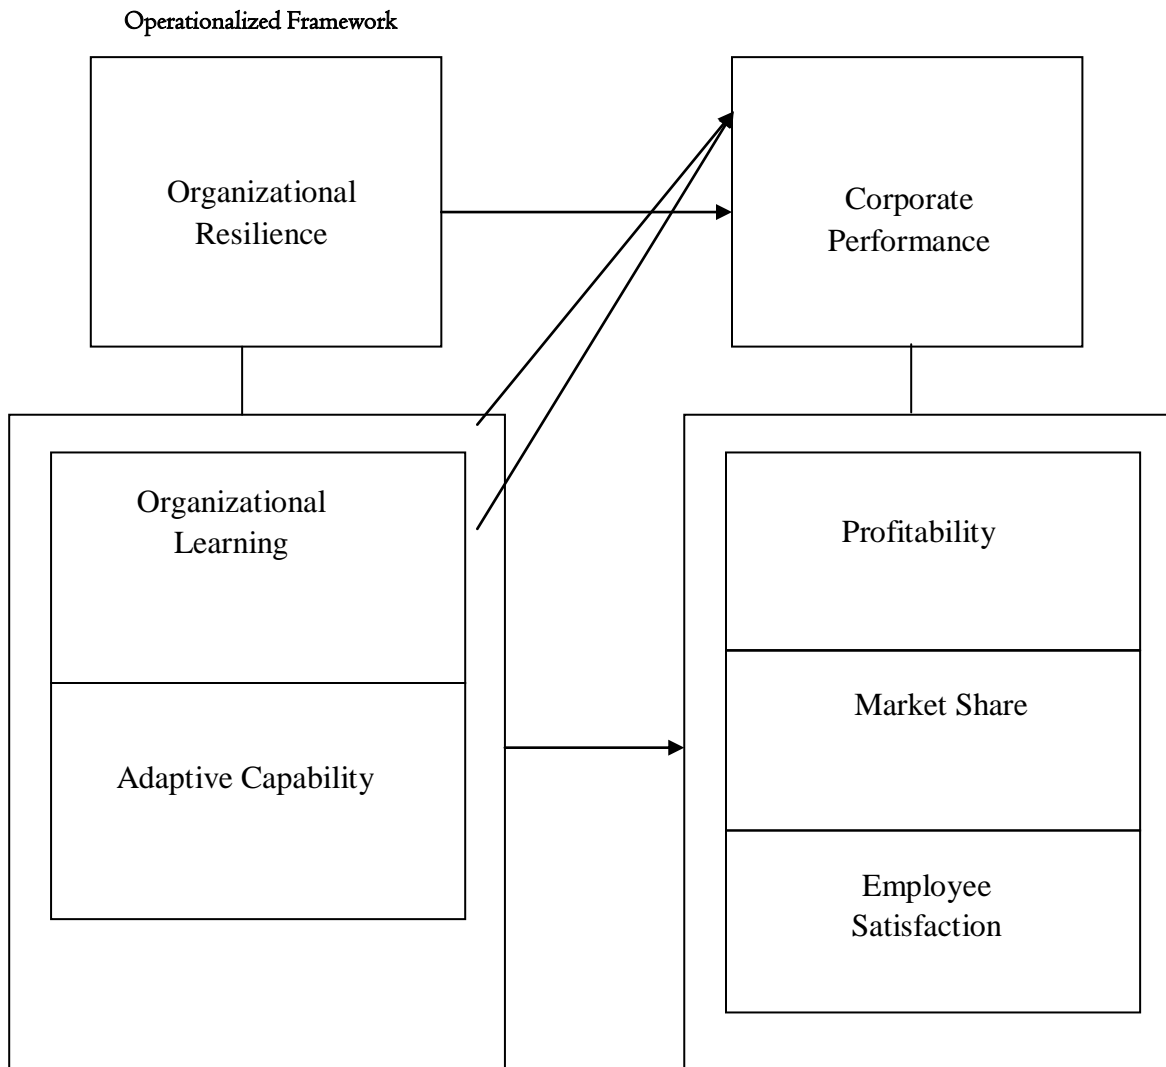 Operationalized Framework
Organizational
Resilience
Corporate
Performance
Organizational
Learning
Adaptive Capability
Profitability
Market Share
Employee
Satisfaction